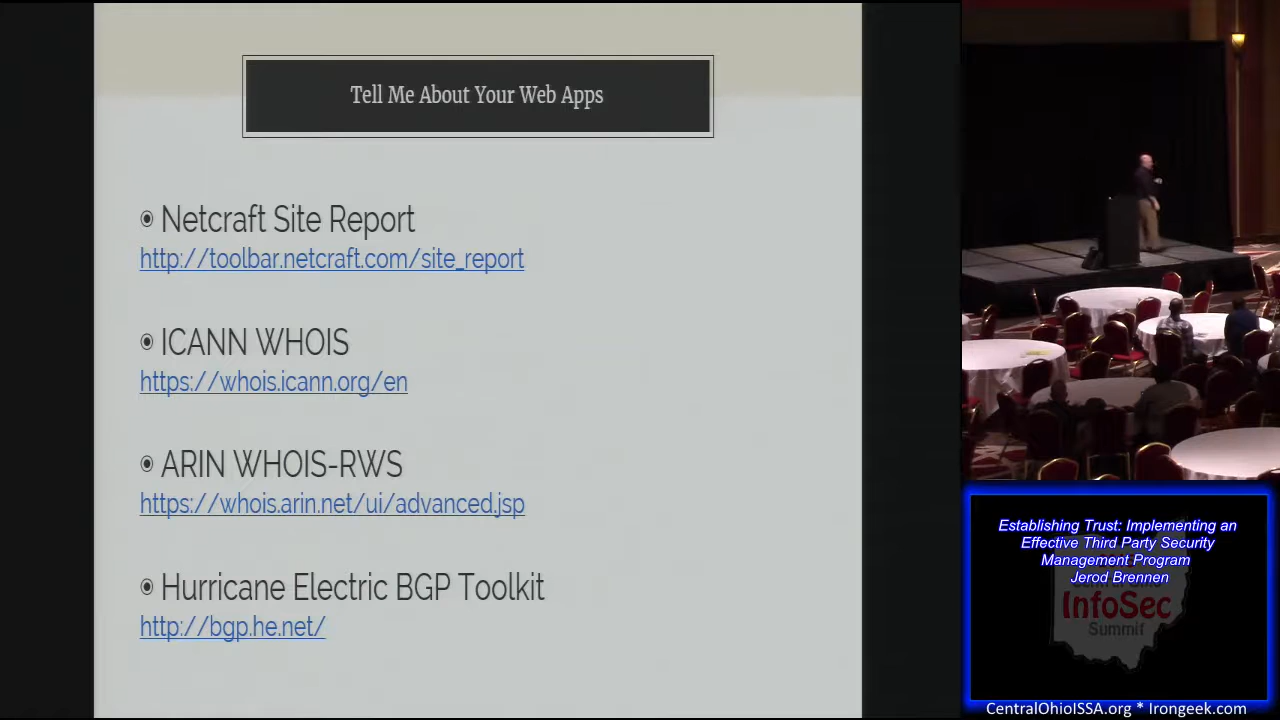 Tell Me About Your Web Apps
Netcraft Site Report
http://toolbar.netcraft.com/site_report
ICANN WHOIS
https://whois.icann.org/en
ARIN WHOIS-RWS
https://whois.arin.net/ui/advanced.jsp
Hurricane Electric BGP Toolkit
http://bgp.he.net/
Establishing Trust: Implementing an
Effective Third Party Security
Management Program
Jerod Brennen
Central Ohio
InfoSec
Summit
CentralOhioISSA.org * Irongeek.com